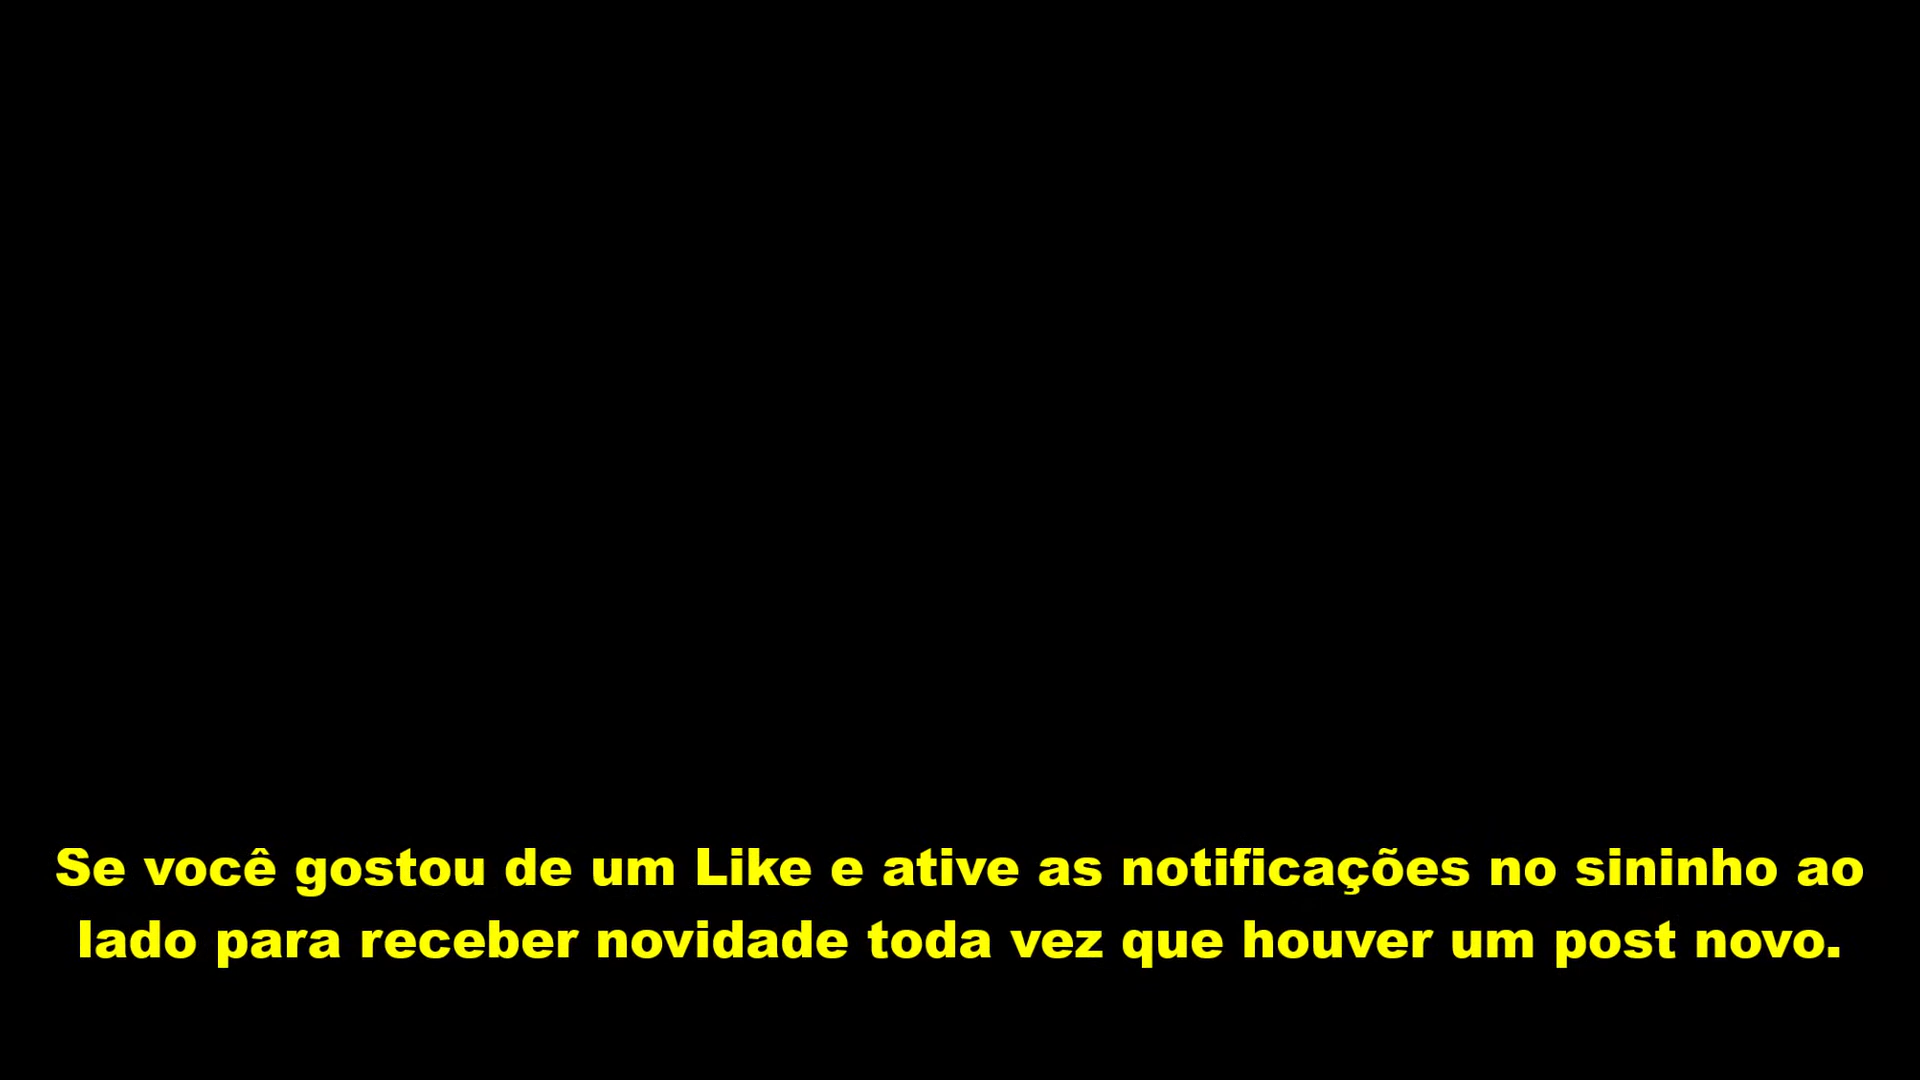 Se você gostou de um Like e ative as notificações no sininho ao
lado para receber novidade toda vez que houver um post novo.